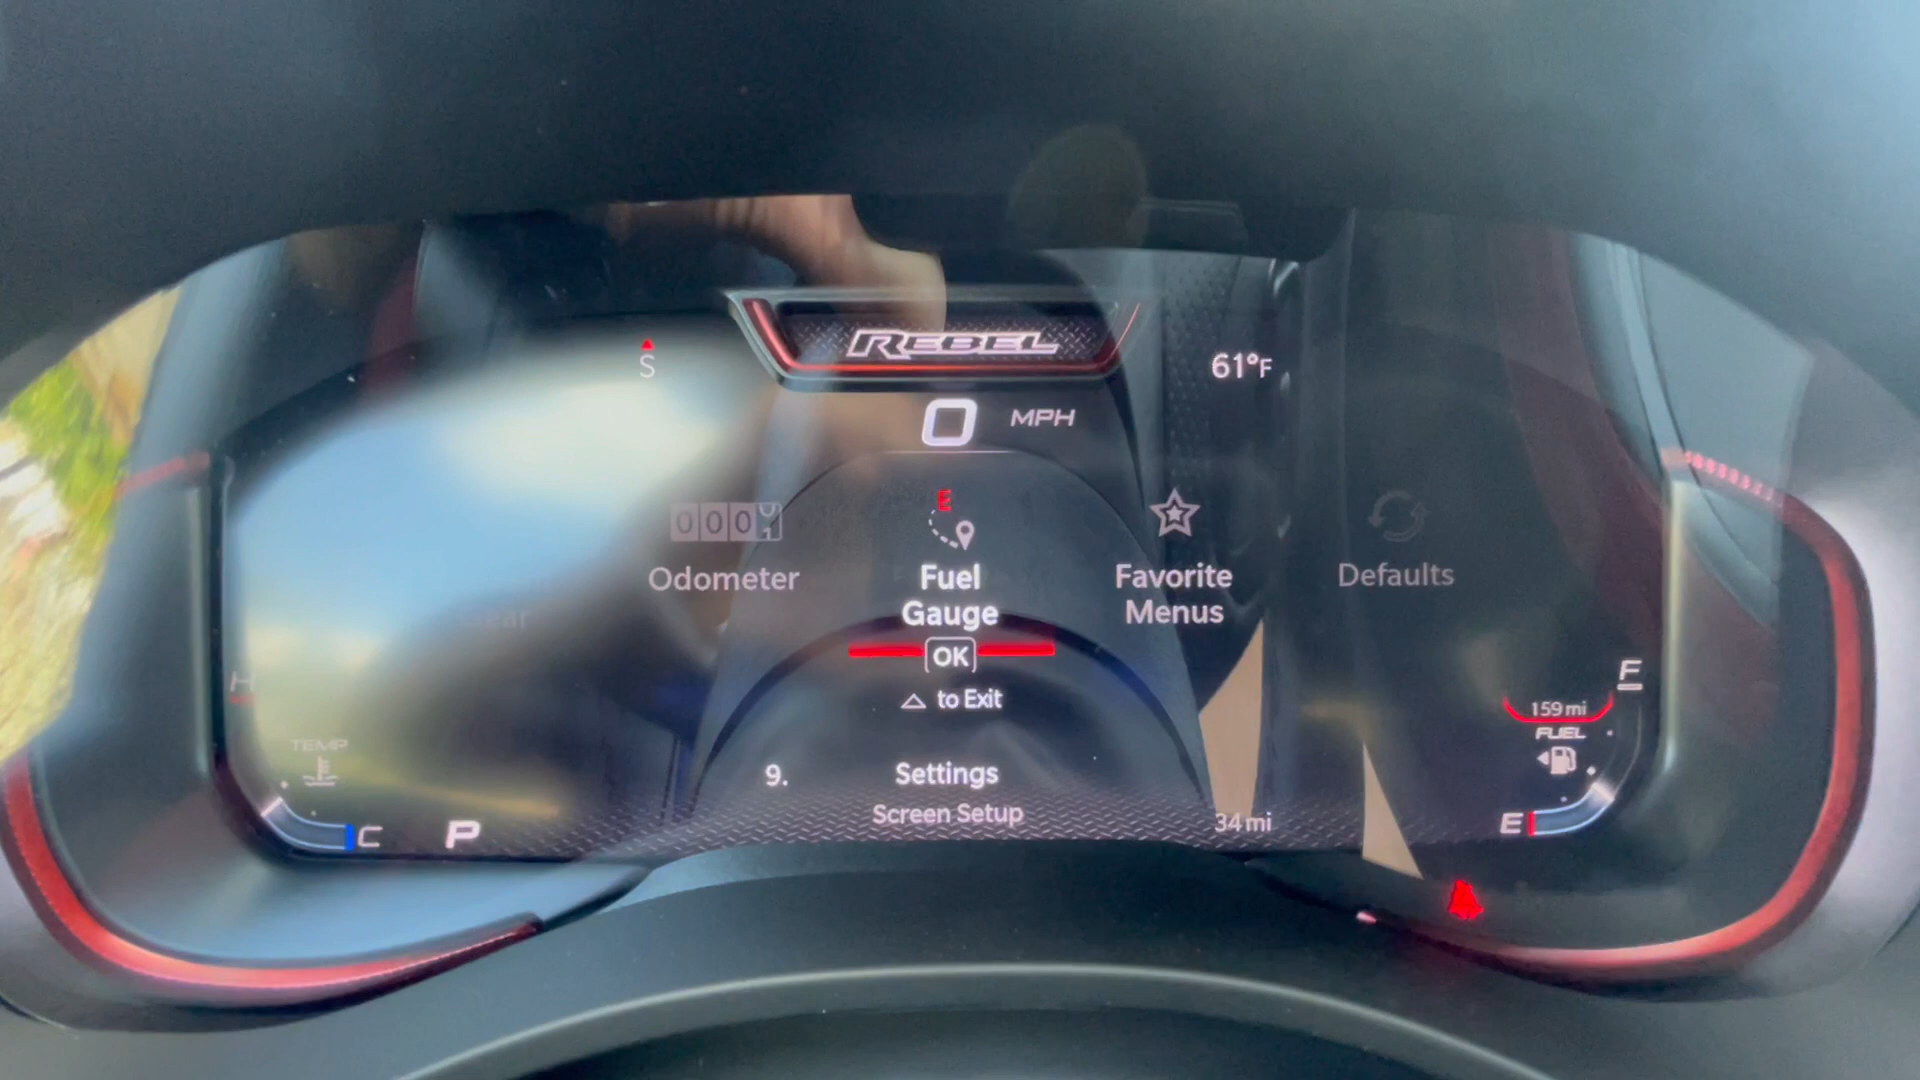 REBEL
S
61°F
0 MPH
0001
E
Odometer
Fuel
Gauge
Favorite
Menus
Defaults
OK
to Exit
H
F
159 mi
TEMP
FUEL
9. Settings
Screen Setup
34 mi
C
P
E